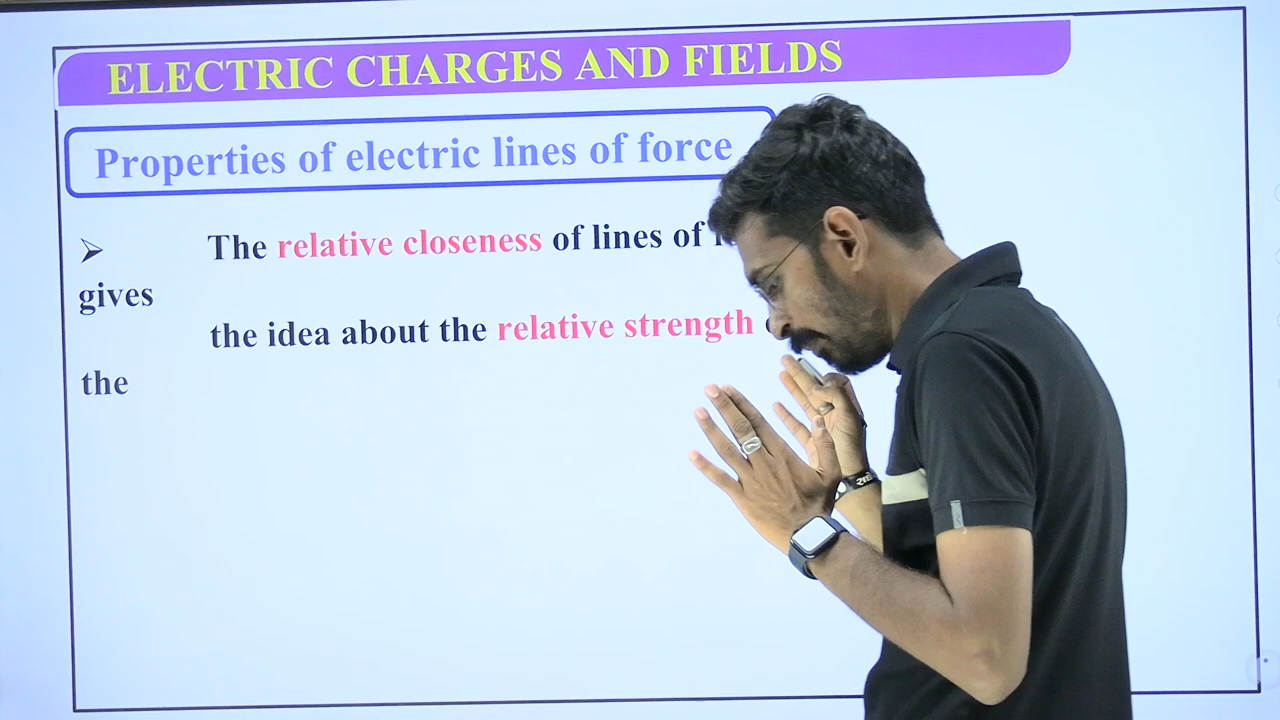 ELECTRIC CHARGES AND FIELDS
Properties of electric lines of force
➢ The relative closeness of lines of
gives
the idea about the relative strength
the